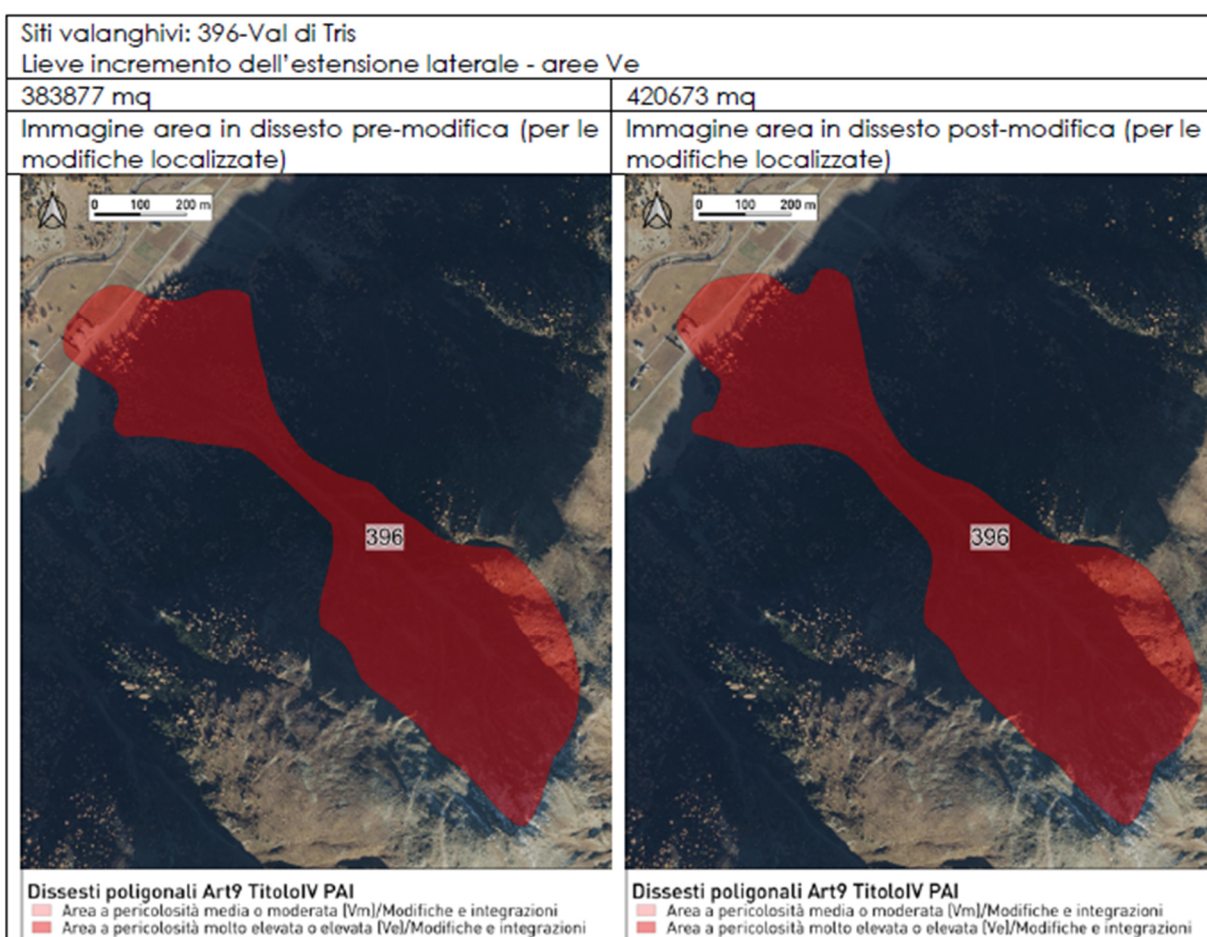 Siti valanghivi: 396-Val di Tris
Lieve incremento dell'estensione laterale - aree Ve
383877 mq
420673 mq
Immagine area in dissesto pre-modifica (per le
modifiche localizzate)
Immagine area in dissesto post-modifica (per le
modifiche localizzate)
0 100 200 m
0 100 200 m
396
396
Dissesti poligonali Art9 TitoloIV PAI
Area a pericolosità media o moderata (Vm)/Modifiche e integrazioni
Area a pericolosità molto elevata o elevata (Ve)/Modifiche e integrazioni
Dissesti poligonali Art9 TitoloIV PAI
Area a pericolosità media o moderata (Vm)/Modifiche e integrazioni
Area a pericolosità molto elevata o elevata (Ve)/Modifiche e integrazioni